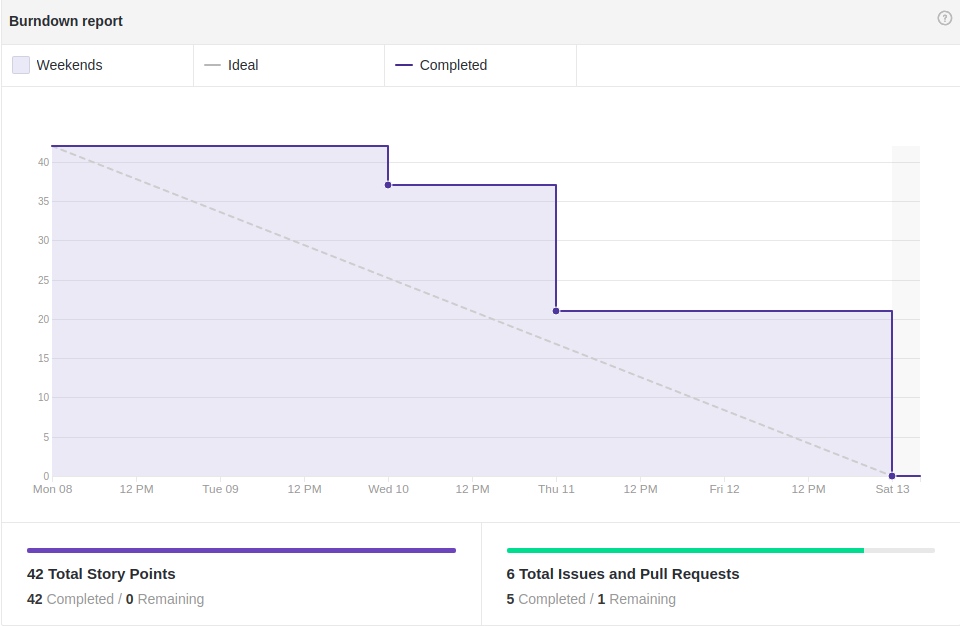 Burndown report
?
Weekends
Ideal
Completed
40
35
30
25
20
15
10
5
0
Mon 08 12 PM Tue 09 12 PM Wed 10 12 PM Thu 11 12 PM Fri 12 12 PM Sat 13
42 Total Story Points
42 Completed / 0 Remaining
6 Total Issues and Pull Requests
5 Completed / 1 Remaining